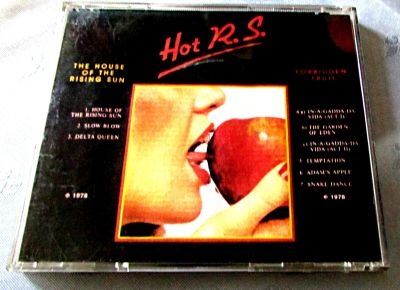 Hot R.S.
THE HOUSE
OF THE
RISING SUN
1. HOUSE OF
THE RISING SUN
2. SLOW BLOW
3. DELTA QUEEN
℗ 1978
FORBIDDEN
FRUIT
4 a) IN-A-GADDA-DA-
VIDA (ACT I)
b) THE GARDEN
OF EDEN
c) IN-A-GADDA-DA-
VIDA (ACT II)
5. TEMPTATION
6. ADAM'S APPLE
7. SNAKE DANCE
℗ 1978